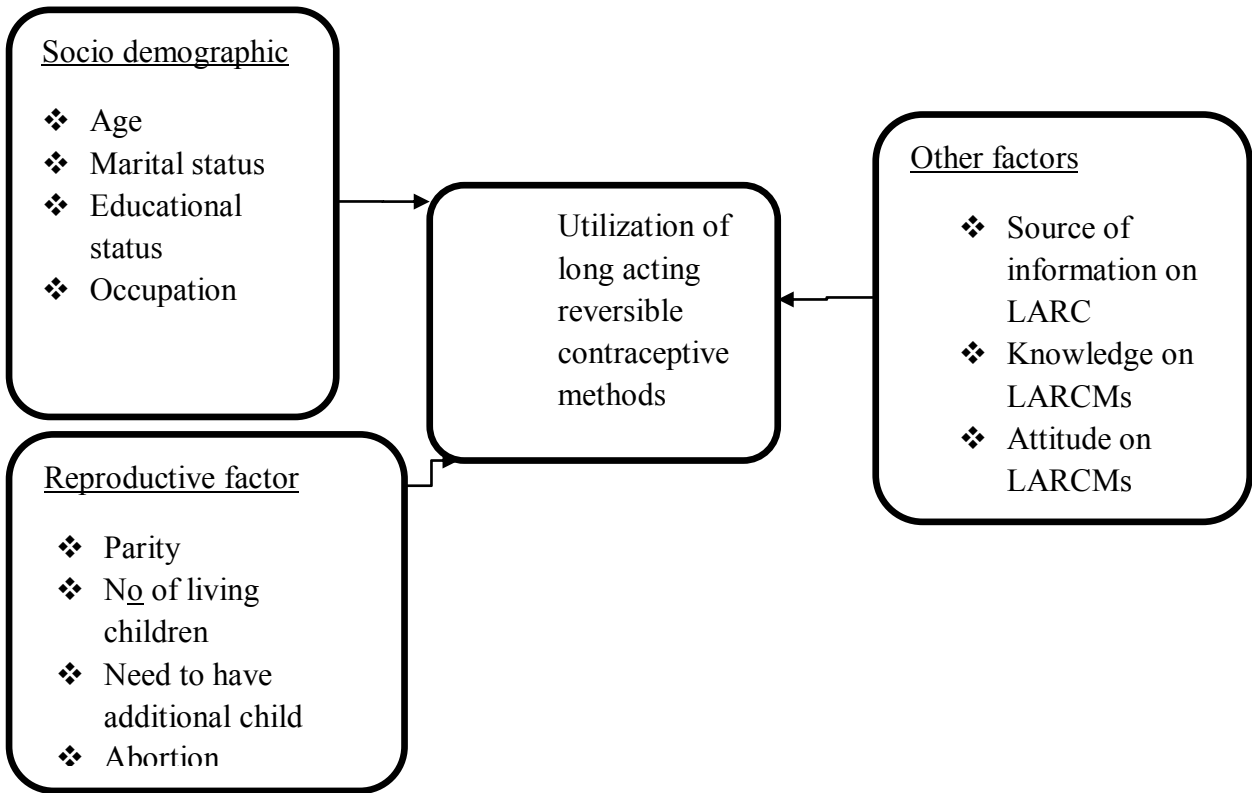 Socio demographic
❖ Age
❖ Marital status
❖ Educational
status
❖ Occupation
Reproductive factor
❖ Parity
❖ No of living
children
❖ Need to have
additional child
❖ Abortion
Utilization of
long acting
reversible
contraceptive
methods
Other factors
❖ Source of
information on
LARC
❖ Knowledge on
LARCMs
❖ Attitude on
LARCMs